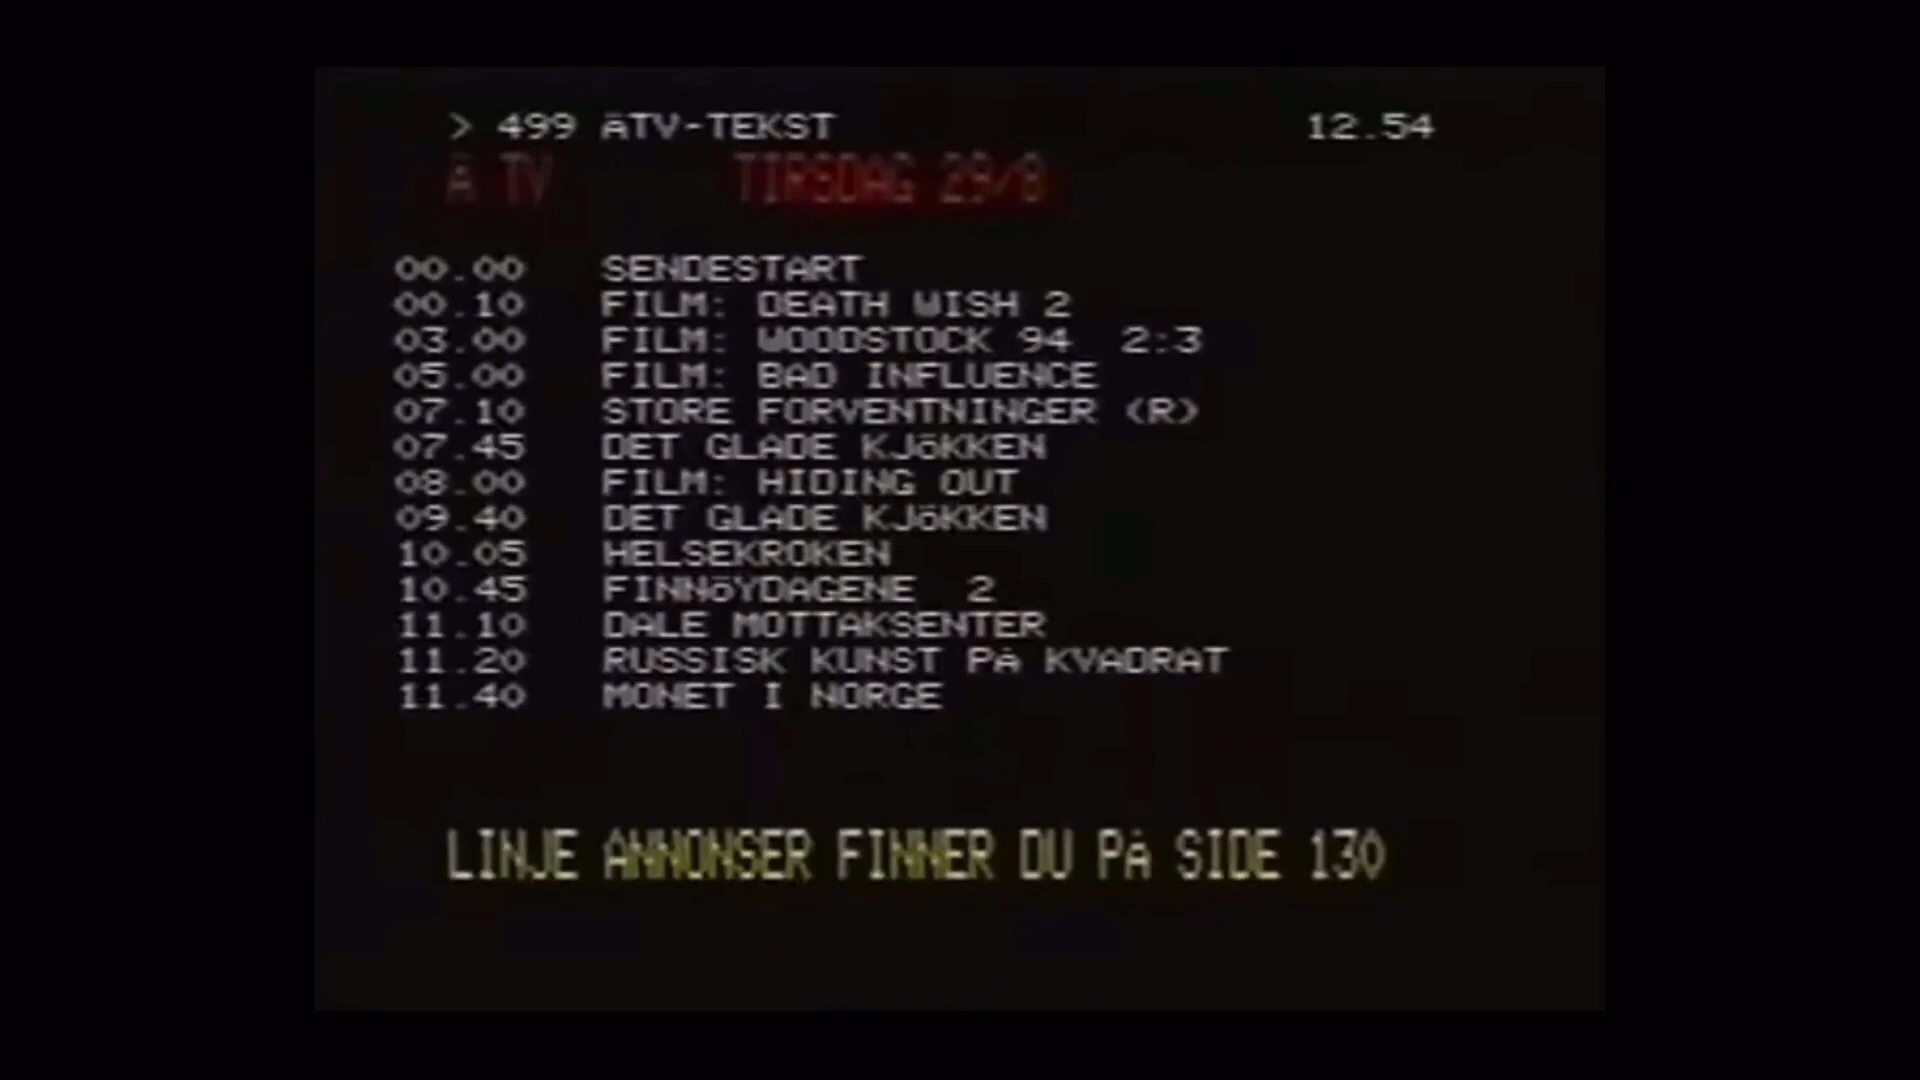 > 499 åTV-TEKST 12.54
Å TV TIRSDAG 29/8
00.00 SENDESTART
00.10 FILM: DEATH WISH 2
03.00 FILM: WOODSTOCK 94 2:3
05.00 FILM: BAD INFLUENCE
07.10 STORE FORVENTNINGER (R)
07.45 DET GLADE KJöKKEN
08.00 FILM: HIDING OUT
09.40 DET GLADE KJöKKEN
10.05 HELSEKROKEN
10.45 FINNöYDAGENE 2
11.10 DALE MOTTAKSENTER
11.20 RUSSISK KUNST På KVADRAT
11.40 MONET I NORGE
LINJE ANNONSER FINNER DU På SIDE 130